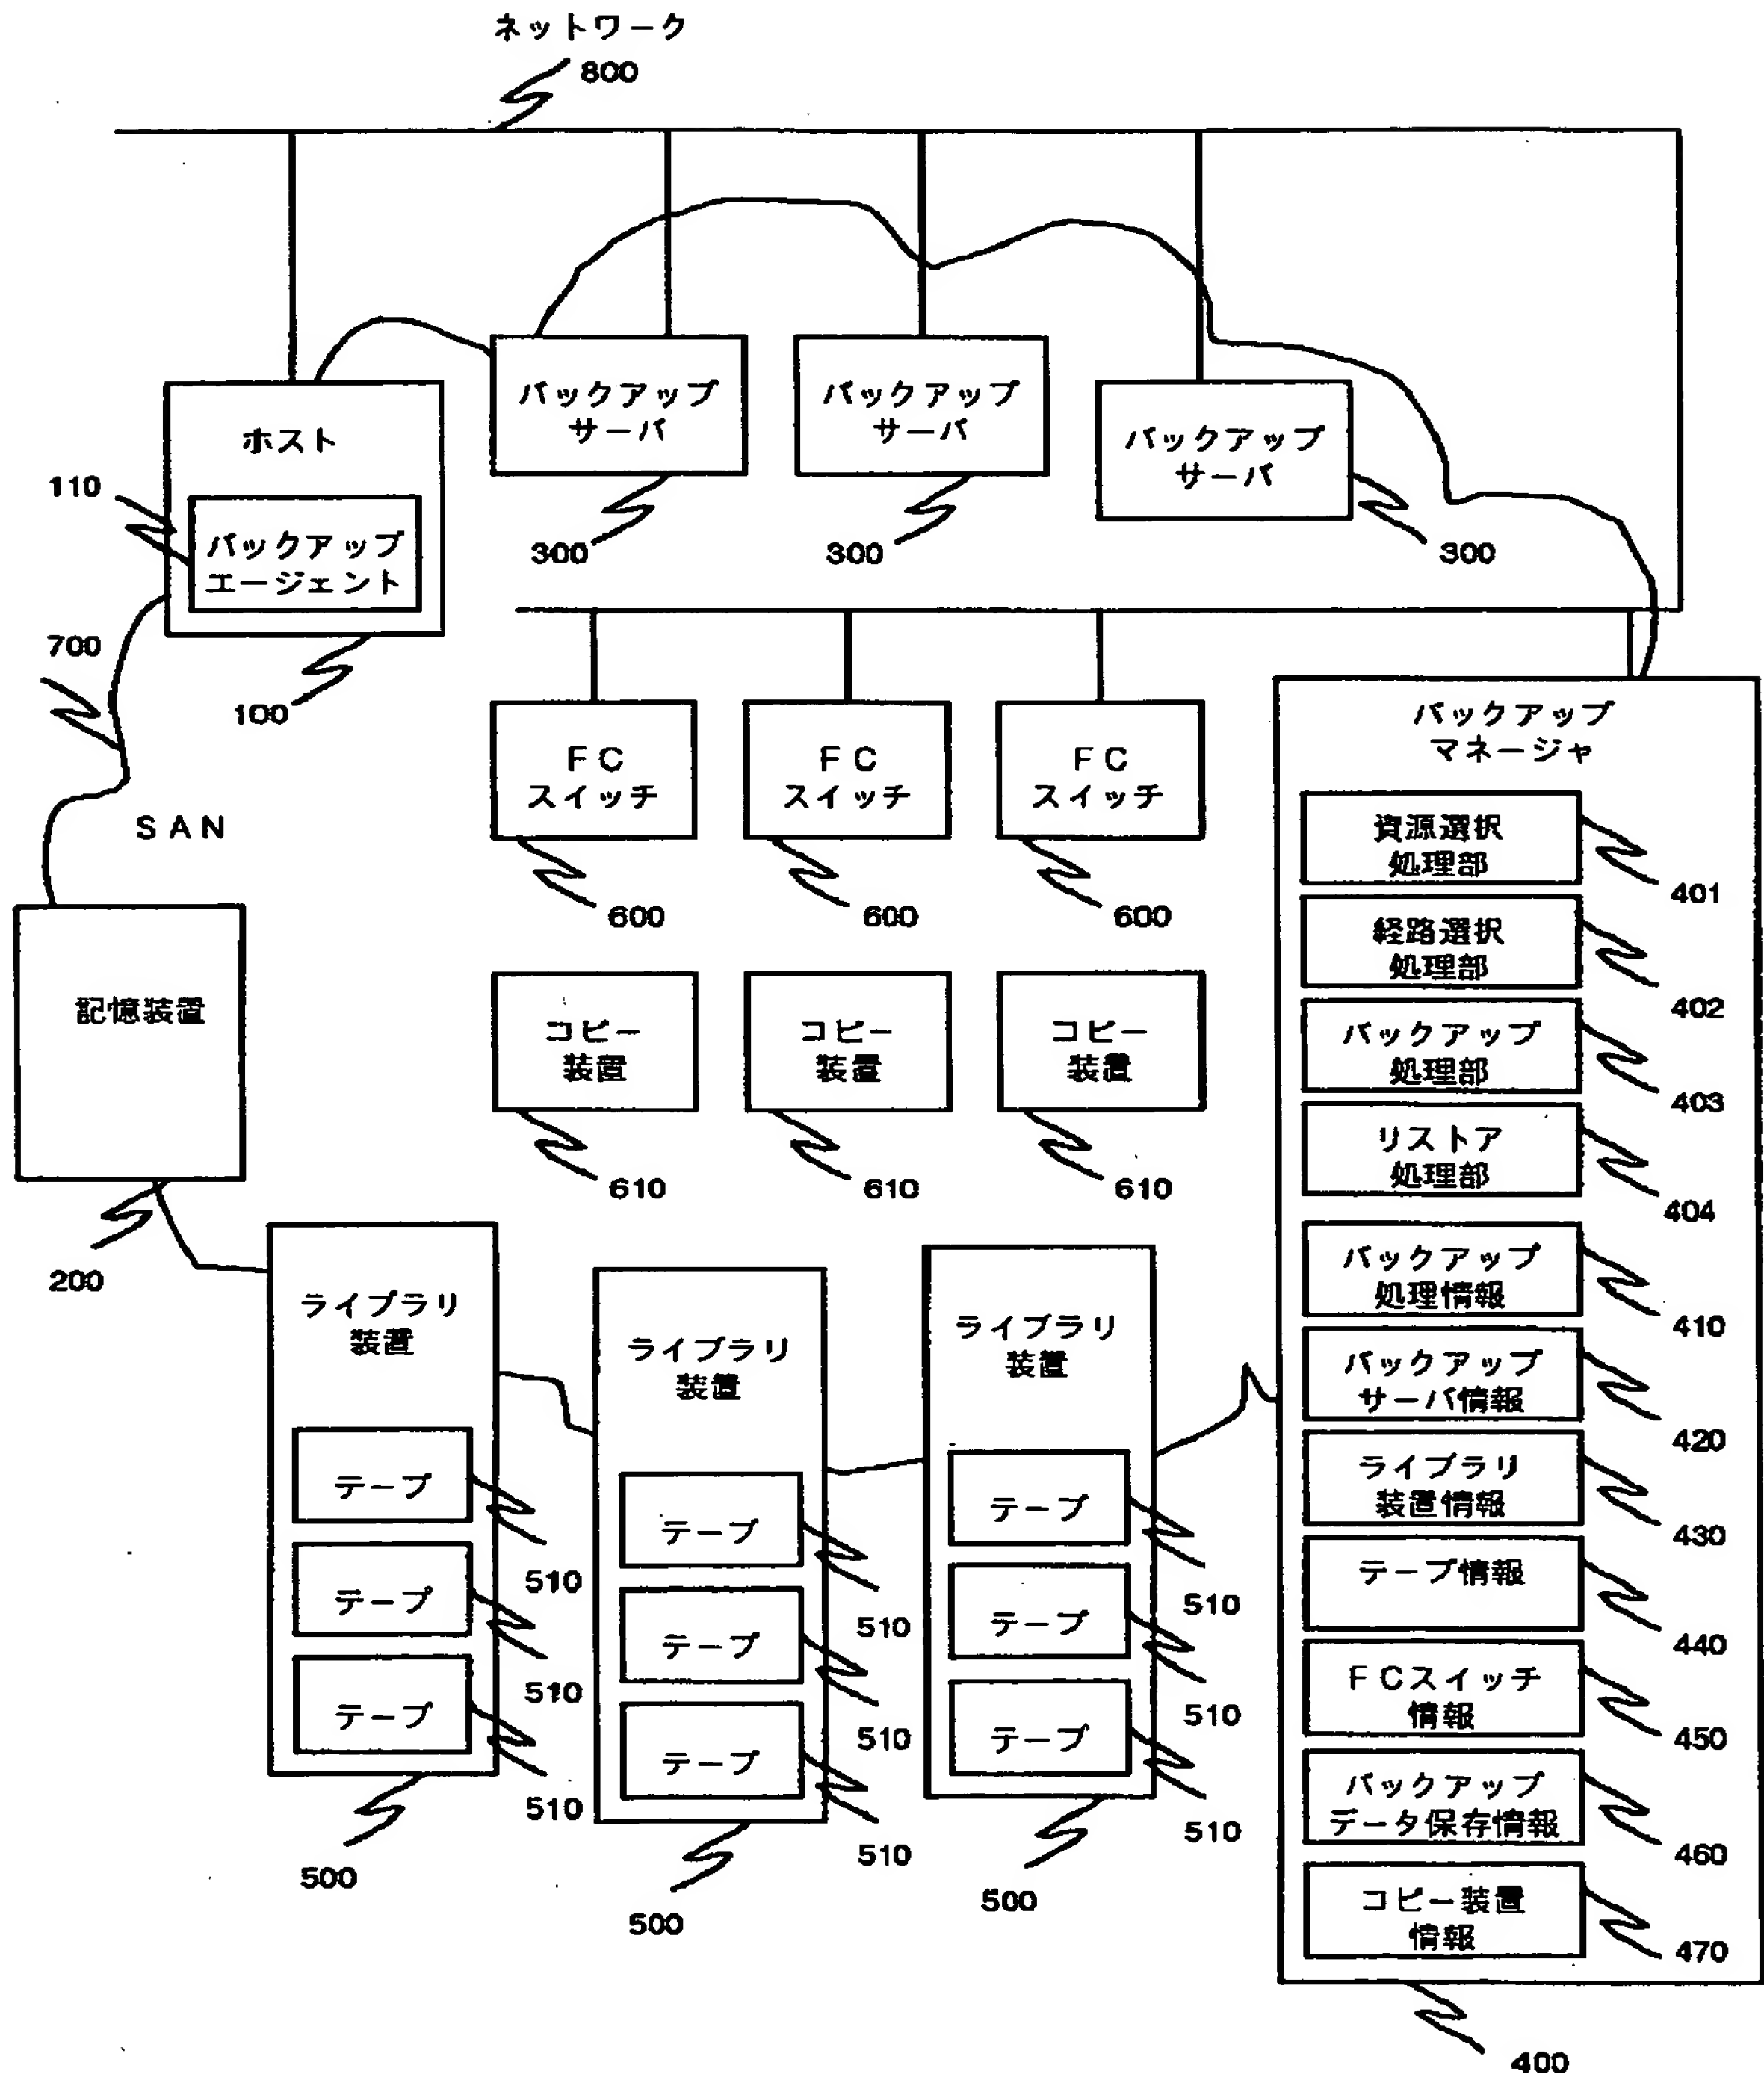 ネットワーク
800
バックアップ
サーバ
300
バックアップ
サーバ
300
バックアップ
サーバ
300
ホスト
110
バックアップ
エージェント
100
700
SAN
FC
スイッチ
600
FC
スイッチ
600
FC
スイッチ
600
記憶装置
200
コピー
装置
610
コピー
装置
610
コピー
装置
610
ライブラリ
装置
テープ
510
テープ
510
テープ
510
500
ライブラリ
装置
テープ
510
テープ
510
テープ
510
500
ライブラリ
装置
テープ
510
テープ
510
テープ
510
500
バックアップ
マネージャ
資源選択
処理部
401
経路選択
処理部
402
バックアップ
処理部
403
リストア
処理部
404
バックアップ
処理情報
410
バックアップ
サーバ情報
420
ライブラリ
装置情報
430
テープ情報
440
FCスイッチ
情報
450
バックアップ
データ保存情報
460
コピー装置
情報
470
400